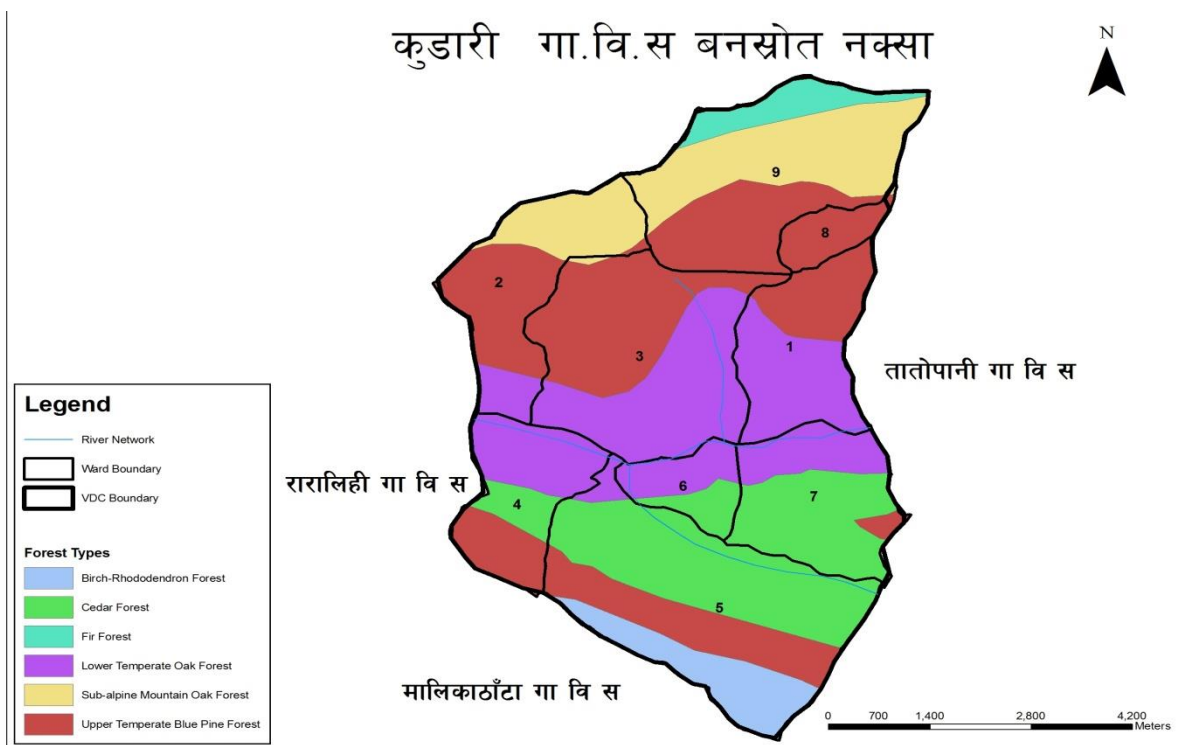 कुडारी गा.वि.स बनस्रोत नक्सा
N
9
8
2
3
1
तातोपानी गा वि स
Legend
River Network
Ward Boundary
VDC Boundary
रारालिही गा वि स
6
7
4
5
Forest Types
Birch-Rhododendron Forest
Cedar Forest
Fir Forest
Lower Temperate Oak Forest
Sub-alpine Mountain Oak Forest
Upper Temperate Blue Pine Forest
मालिकाठाँटा गा वि स
0 700 1,400 2,800 4,200
Meters